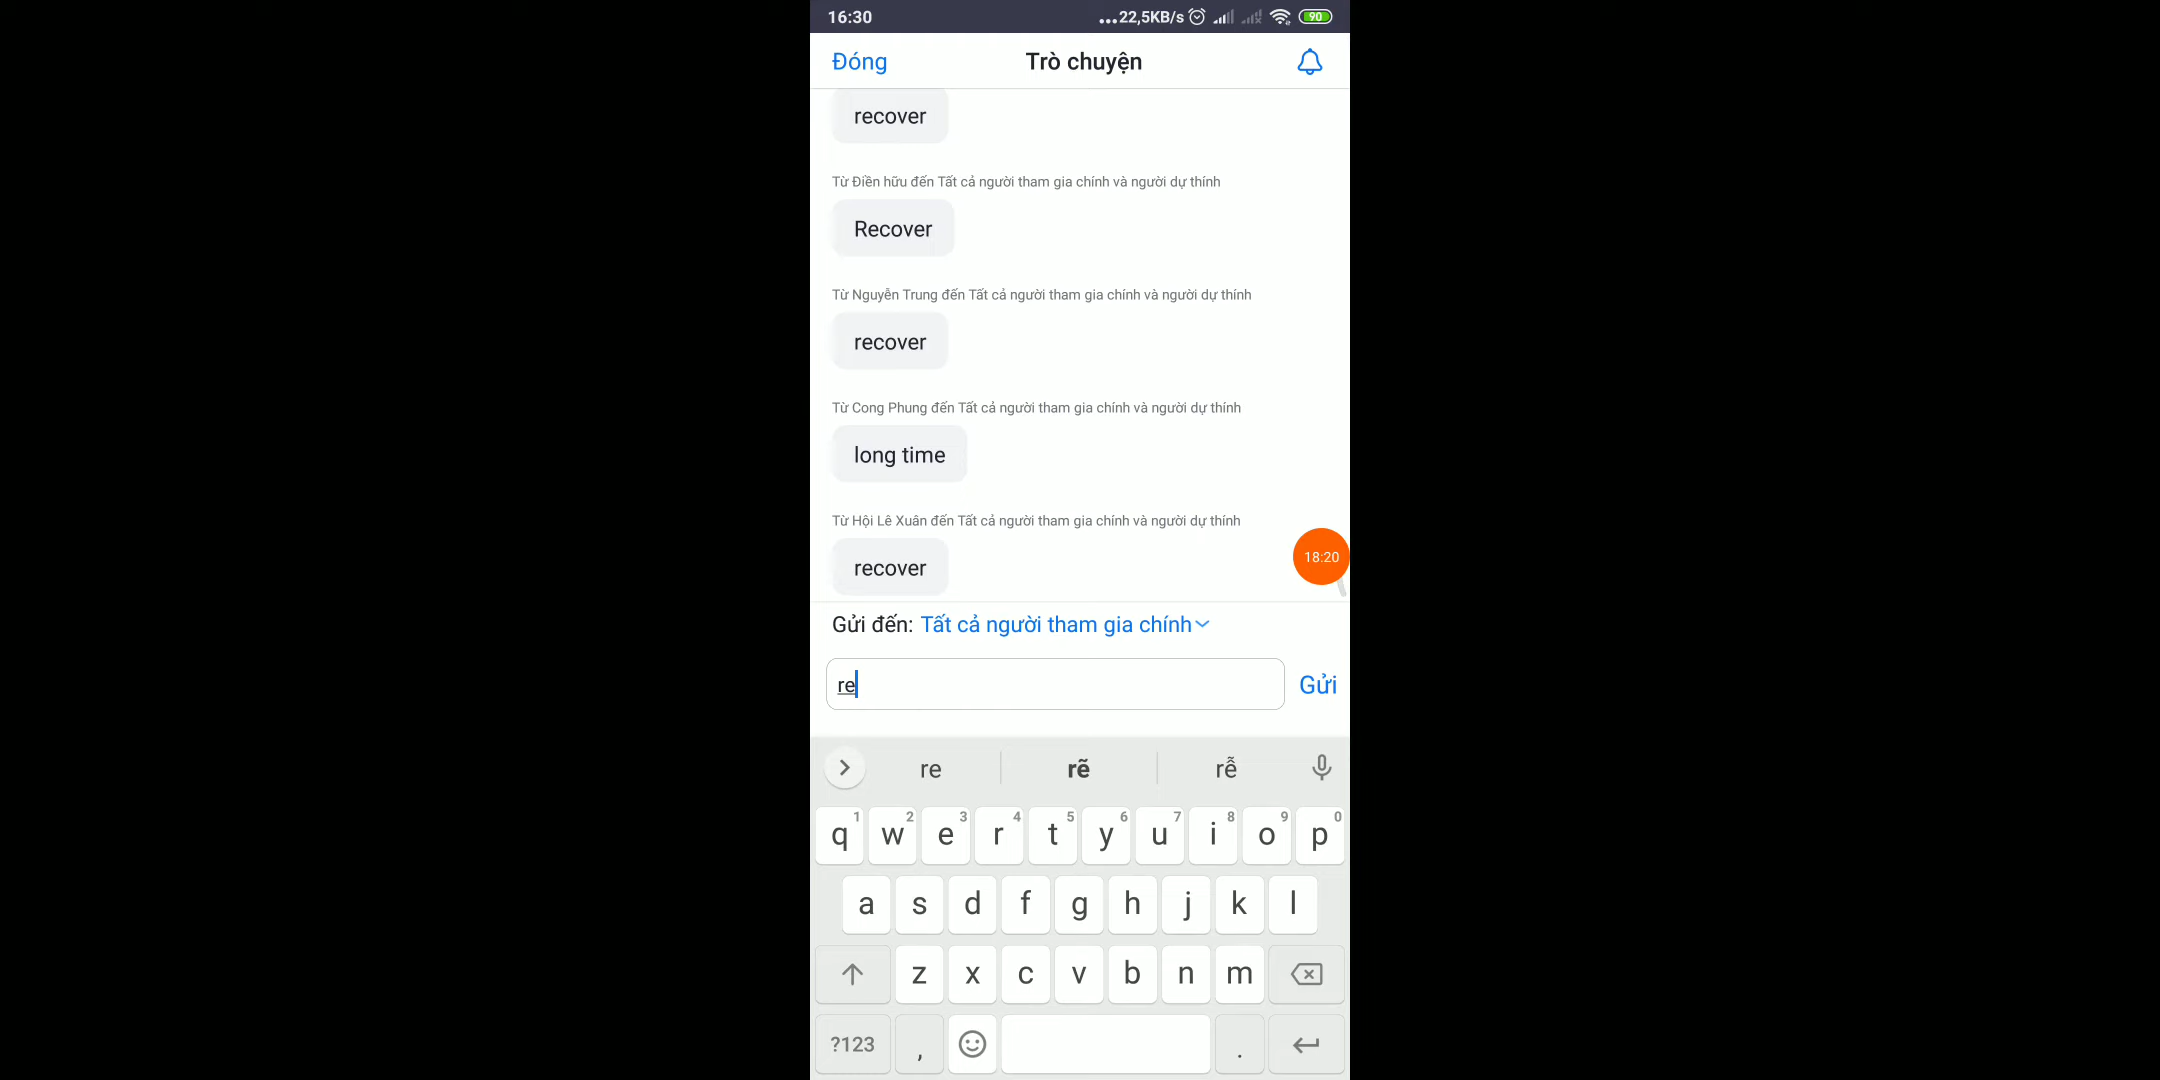 16:30
...22,5KB/s
90
Đóng
Trò chuyện
recover
Từ Điền hữu đến Tất cả người tham gia chính và người dự thính
Recover
Từ Nguyễn Trung đến Tất cả người tham gia chính và người dự thính
recover
Từ Cong Phung đến Tất cả người tham gia chính và người dự thính
long time
Từ Hội Lê Xuân đến Tất cả người tham gia chính và người dự thính
recover
18:20
Gửi đến: Tất cả người tham gia chính
re
Gửi
re rẽ rễ
1 2 3 4 5 6 7 8 9 0
q w e r t y u i o p
a s d f g h j k l
z x c v b n m
?123 , .